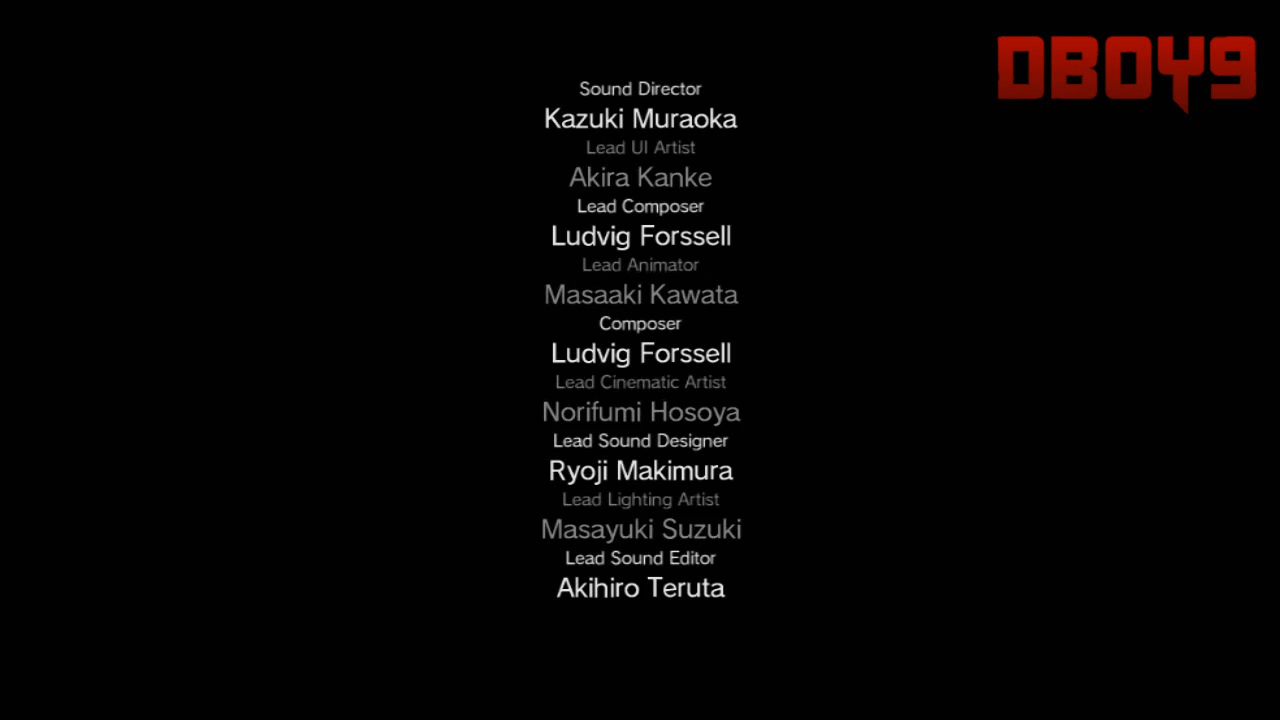 DBOY9
Sound Director
Kazuki Muraoka
Lead UI Artist
Akira Kanke
Lead Composer
Ludvig Forssell
Lead Animator
Masaaki Kawata
Composer
Ludvig Forssell
Lead Cinematic Artist
Norifumi Hosoya
Lead Sound Designer
Ryoji Makimura
Lead Lighting Artist
Masayuki Suzuki
Lead Sound Editor
Akihiro Teruta